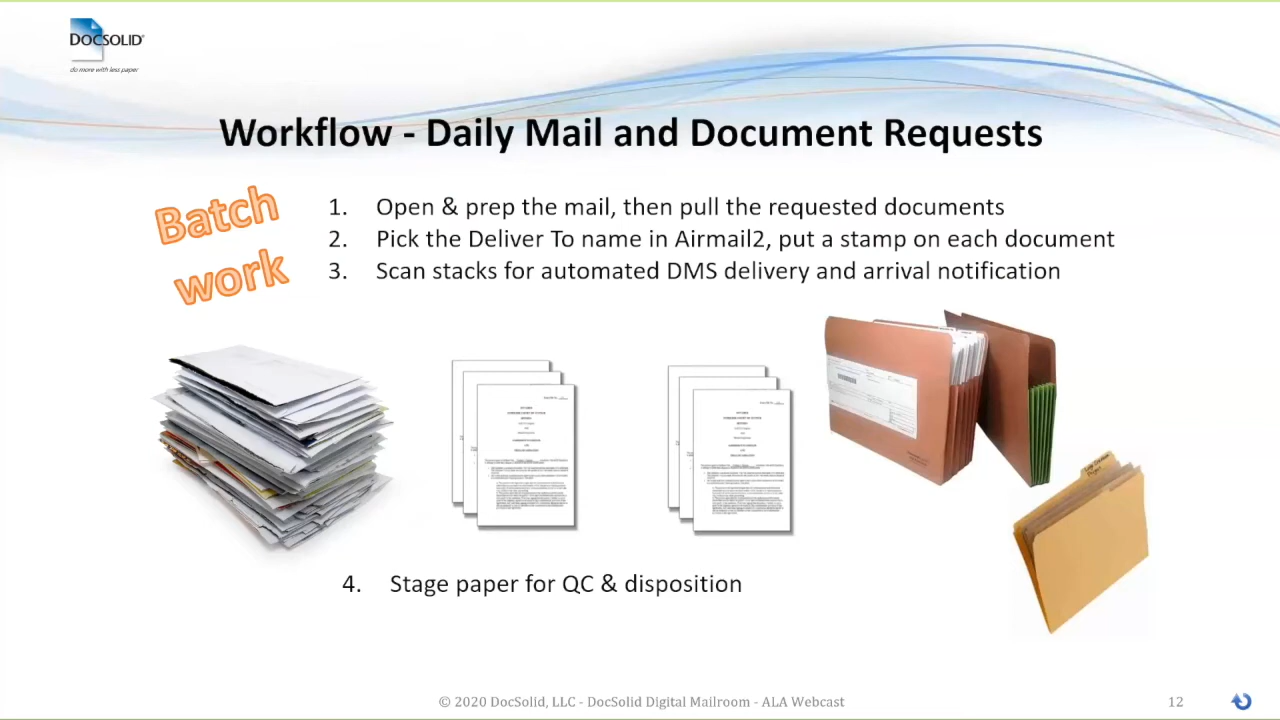 DOCSOLID
do more with less paper
Workflow - Daily Mail and Document Requests
Batch
work
1. Open & prep the mail, then pull the requested documents
2. Pick the Deliver To name in Airmail2, put a stamp on each document
3. Scan stacks for automated DMS delivery and arrival notification
4. Stage paper for QC & disposition
© 2020 DocSolid, LLC - DocSolid Digital Mailroom - ALA Webcast
12